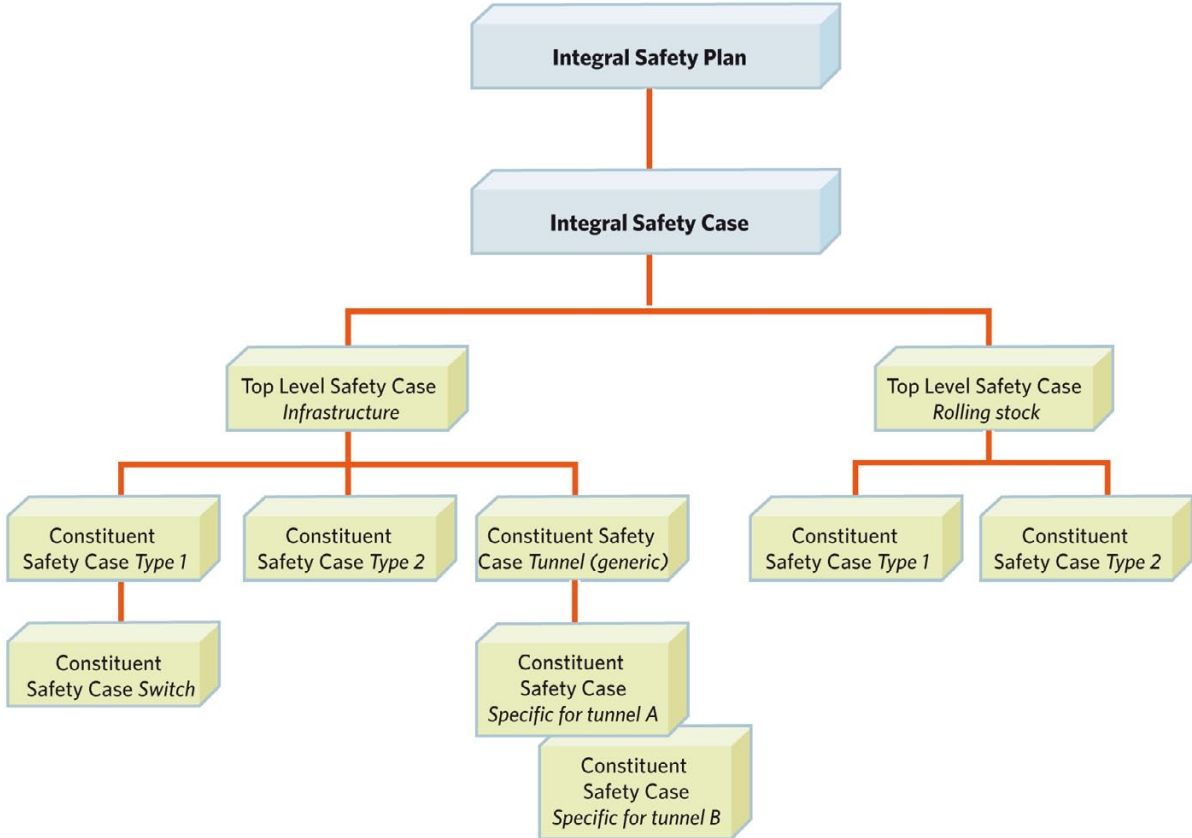 Integral Safety Plan
Integral Safety Case
Top Level Safety Case
Infrastructure
Top Level Safety Case
Rolling stock
Constituent
Safety Case Type 1
Constituent
Safety Case Type 2
Constituent Safety
Case Tunnel (generic)
Constituent
Safety Case Type 1
Constituent
Safety Case Type 2
Constituent
Safety Case Switch
Constituent
Safety Case
Specific for tunnel A
Constituent
Safety Case
Specific for tunnel B